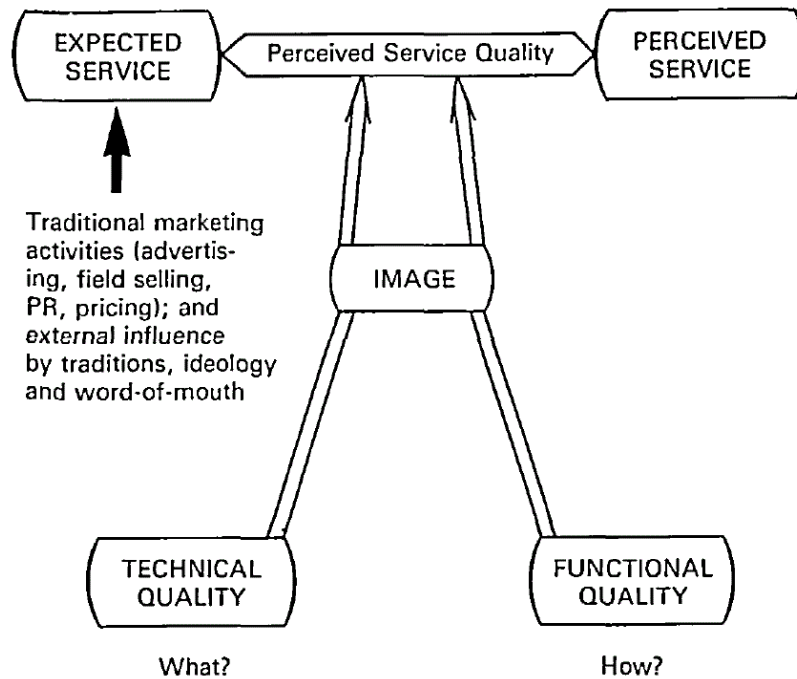 EXPECTED
SERVICE
Perceived Service Quality
PERCEIVED
SERVICE
Traditional marketing
activities (advertis-
ing, field selling,
PR, pricing); and
external influence
by traditions, ideology
and word-of-mouth
IMAGE
TECHNICAL
QUALITY
FUNCTIONAL
QUALITY
What?
How?